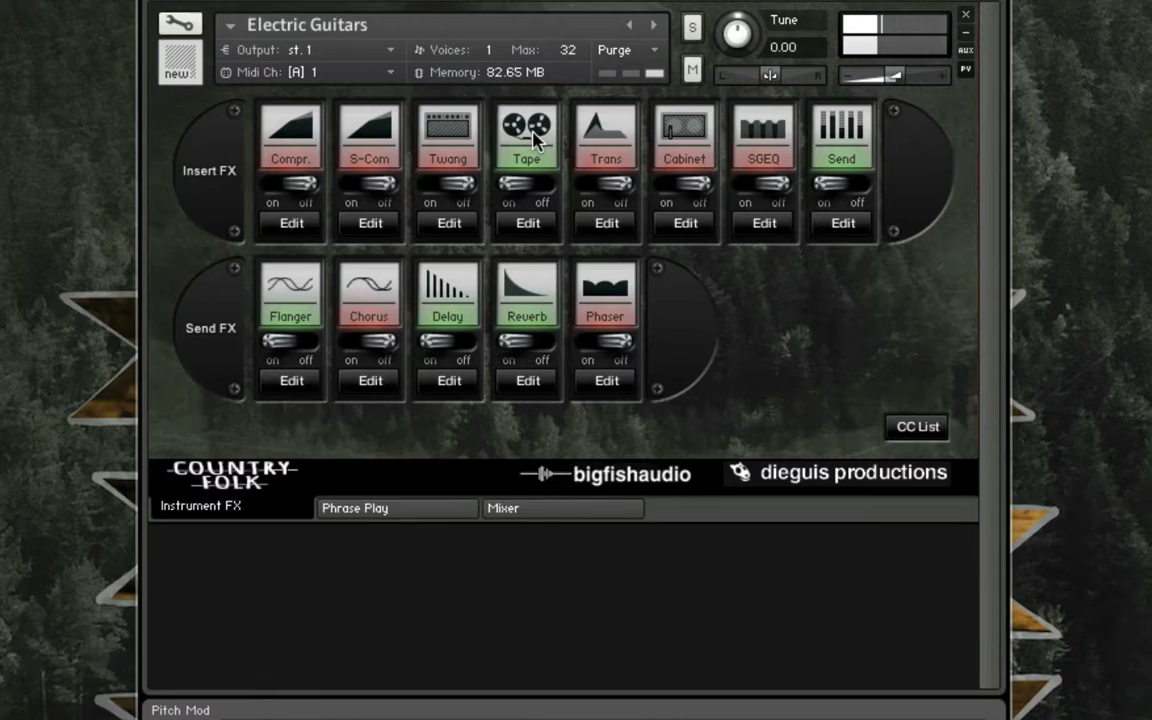 Electric Guitars
Output: st. 1
Voices: 1 Max: 32
Purge
Midi Ch: [A] 1
Memory: 82.65 MB
new
S
M
Tune
0.00
L R
- +
AUX
PV
Insert FX
Compr. S-Com Twang Tape Trans Cabinet SGEQ Send
on off on off on off on off on off on off on off on off
Edit Edit Edit Edit Edit Edit Edit Edit
Send FX
Flanger Chorus Delay Reverb Phaser
on off on off on off on off on off
Edit Edit Edit Edit Edit
CC List
COUNTRY
FOLK
bigfishaudio
dieguis productions
Instrument FX Phrase Play Mixer
Pitch Mod